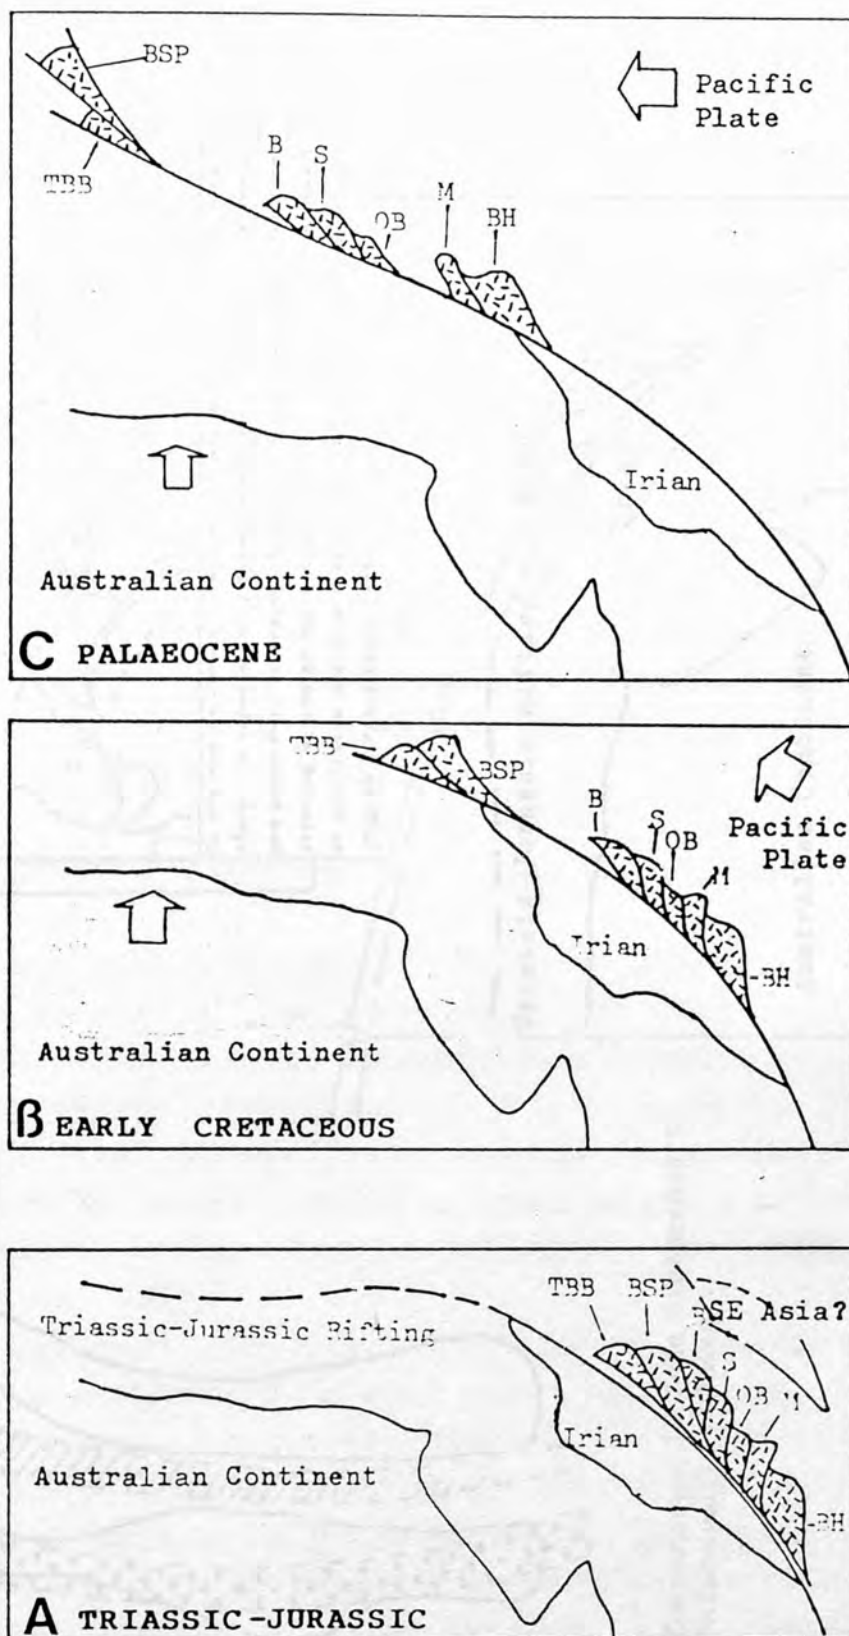 BSP
Pacific
Plate
TBB
B
S
OB
M
BH
Irian
Australian Continent
C PALAEOCENE
TBB
BSP
B
S
OB
M
Pacific
Plate
Irian
-BH
Australian Continent
B EARLY CRETACEOUS
TBB
BSP
B
SE Asia?
Triassic-Jurassic Rifting
S
OB
M
Irian
Australian Continent
-BH
A TRIASSIC-JURASSIC